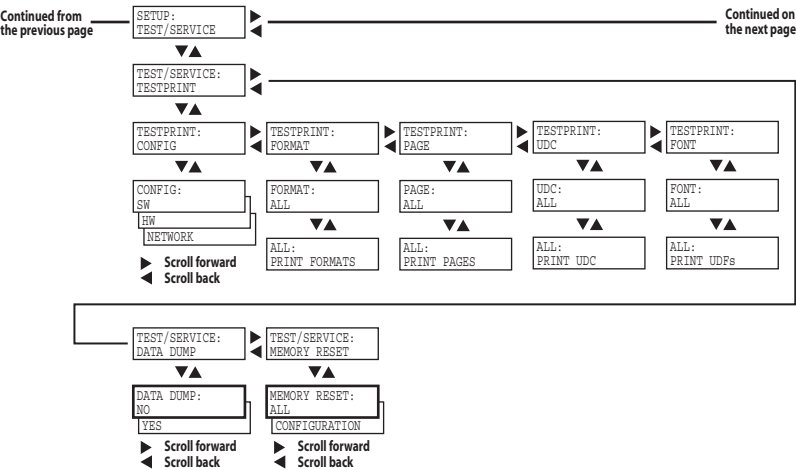 Continued from
the previous page
SETUP:
TEST/SERVICE
Continued on
the next page
TEST/SERVICE:
TESTPRINT
TESTPRINT:
CONFIG
TESTPRINT:
FORMAT
TESTPRINT:
PAGE
TESTPRINT:
UDC
TESTPRINT:
FONT
CONFIG:
SW
HW
NETWORK
FORMAT:
ALL
PAGE:
ALL
UDC:
ALL
FONT:
ALL
Scroll forward
Scroll back
ALL:
PRINT FORMATS
ALL:
PRINT PAGES
ALL:
PRINT UDC
ALL:
PRINT UDFs
TEST/SERVICE:
DATA DUMP
TEST/SERVICE:
MEMORY RESET
DATA DUMP:
NO
YES
MEMORY RESET:
ALL
CONFIGURATION
Scroll forward
Scroll back
Scroll forward
Scroll back